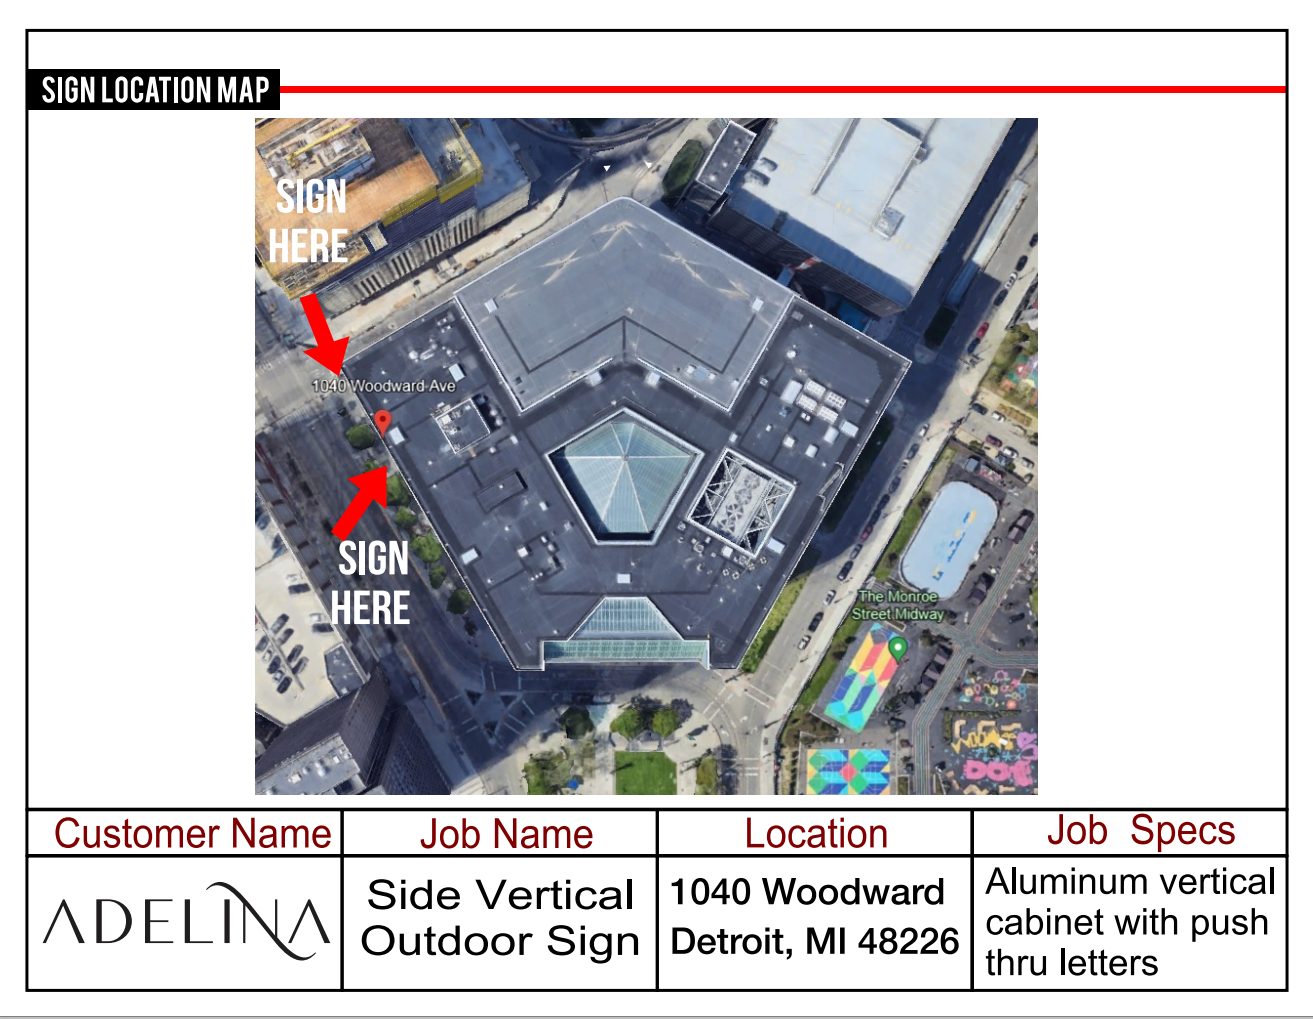 SIGN LOCATION MAP
SIGN
HERE
1040 Woodward Ave
SIGN
HERE
The Monroe
Street Midway
Customer Name
Job Name
Location
Job Specs
ADELINA
Side Vertical
Outdoor Sign
1040 Woodward
Detroit, MI 48226
Aluminum vertical
cabinet with push
thru letters